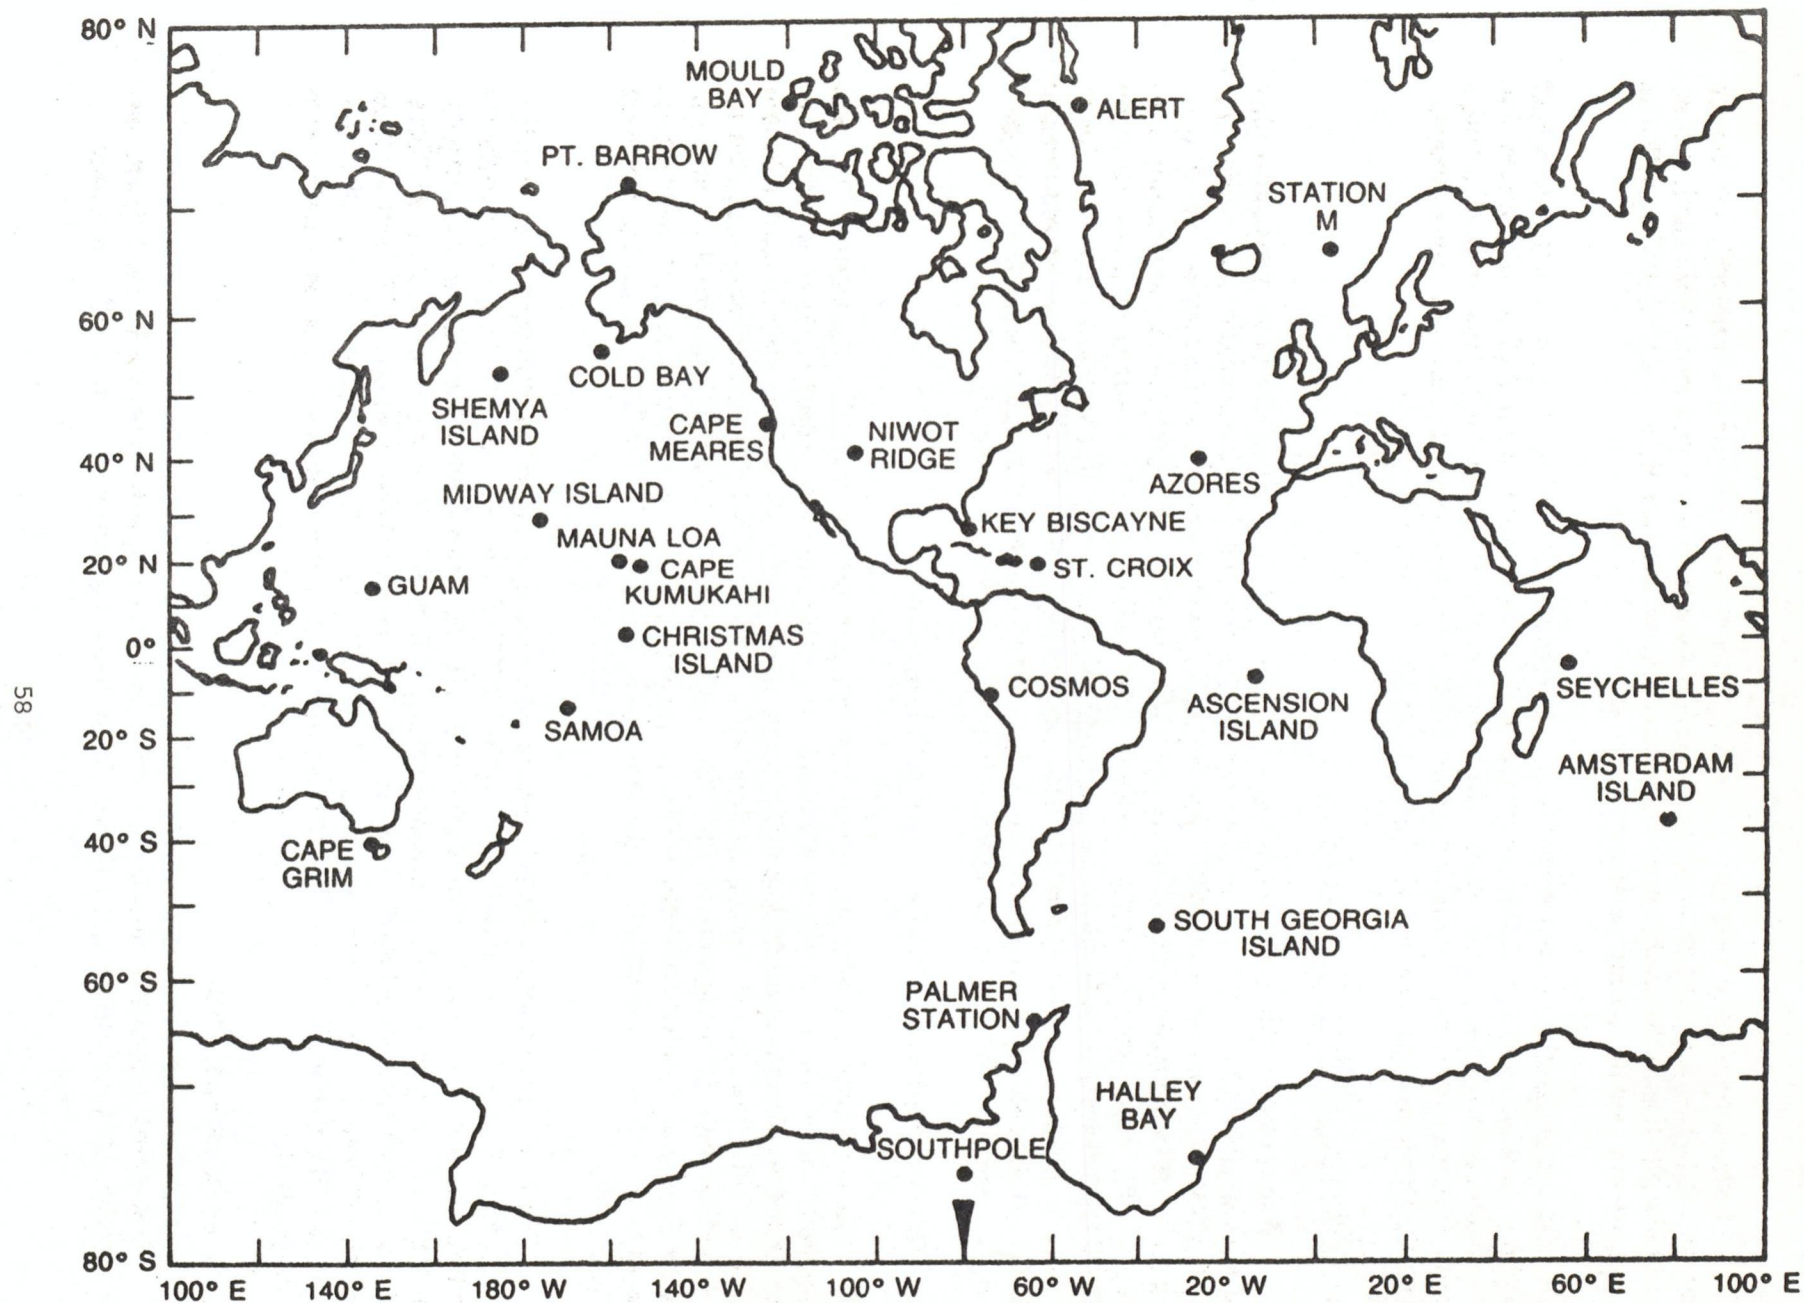 80° N
MOULD
BAY
ALERT
PT. BARROW
STATION
M
60° N
COLD BAY
SHEMYA
ISLAND
CAPE
MEARES
NIWOT
RIDGE
40° N
AZORES
MIDWAY ISLAND
KEY BISCAYNE
MAUNA LOA
20° N
CAPE
KUMUKAHI
ST. CROIX
GUAM
0°
CHRISTMAS
ISLAND
COSMOS
ASCENSION
ISLAND
SEYCHELLES
58
SAMOA
20° S
AMSTERDAM
ISLAND
40° S
CAPE
GRIM
SOUTH GEORGIA
ISLAND
60° S
PALMER
STATION
HALLEY
BAY
SOUTHPOLE
80° S
100° E 140° E 180° W 140° W 100° W 60° W 20° W 20° E 60° E 100° E